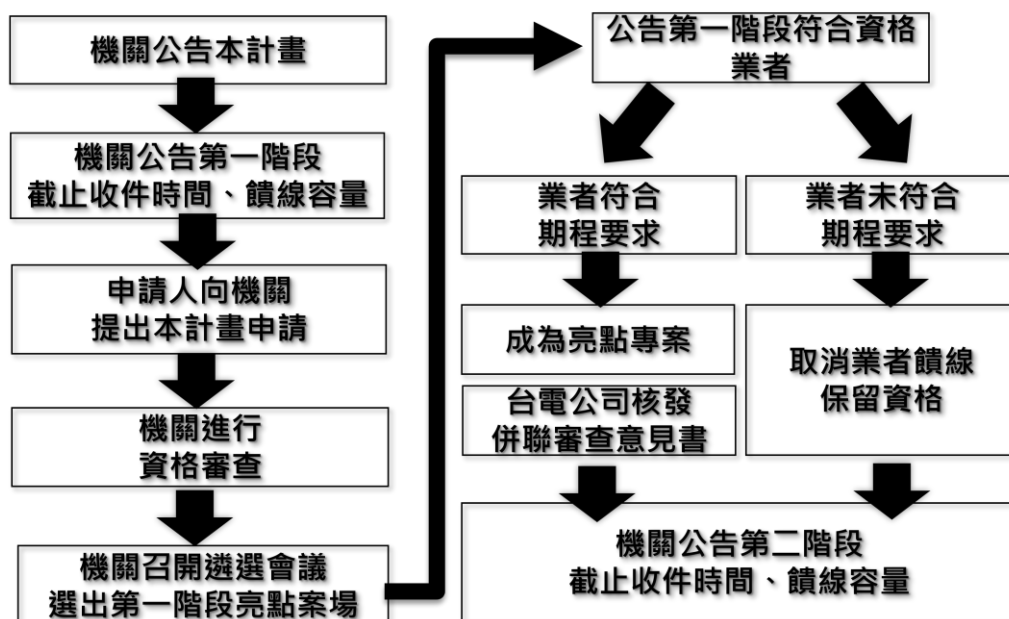 機關公告本計畫
機關公告第一階段
截止收件時間、饋線容量
申請人向機關
提出本計畫申請
機關進行
資格審查
機關召開遴選會議
選出第一階段亮點案場
公告第一階段符合資格
業者
業者符合
期程要求
成為亮點專案
台電公司核發
併聯審查意見書
業者未符合
期程要求
取消業者饋線
保留資格
機關公告第二階段
截止收件時間、饋線容量